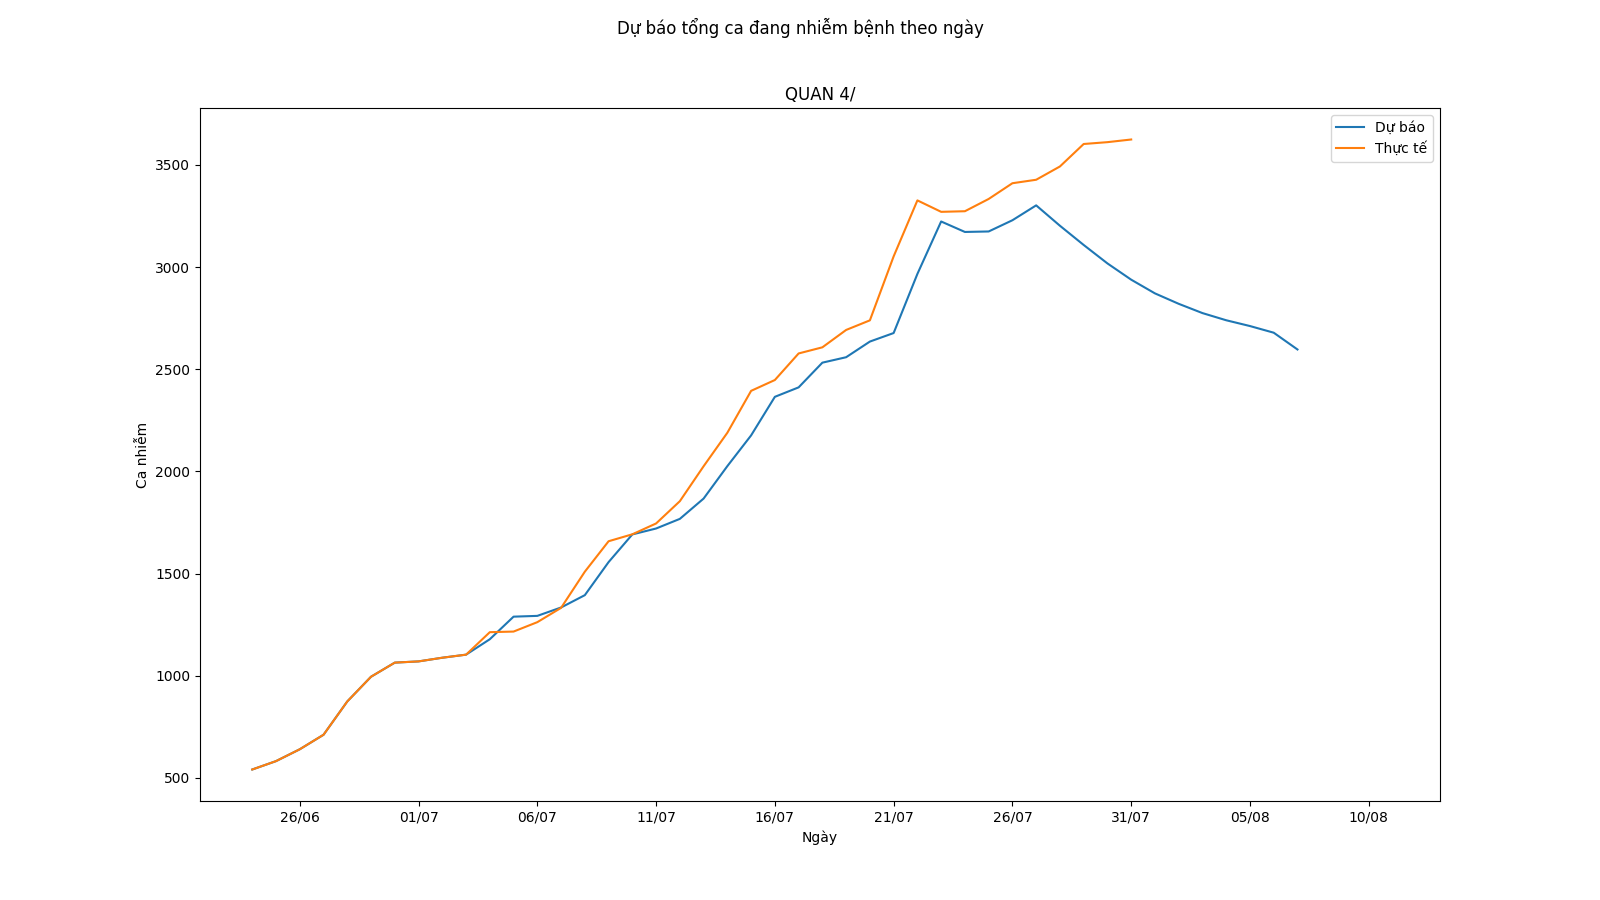 Dự báo tổng ca đang nhiễm bệnh theo ngày
QUAN 4/
Dự báo
Thực tế
3500
3000
2500
2000
1500
1000
500
Ca nhiễm
26/06 01/07 06/07 11/07 16/07 21/07 26/07 31/07 05/08 10/08
Ngày